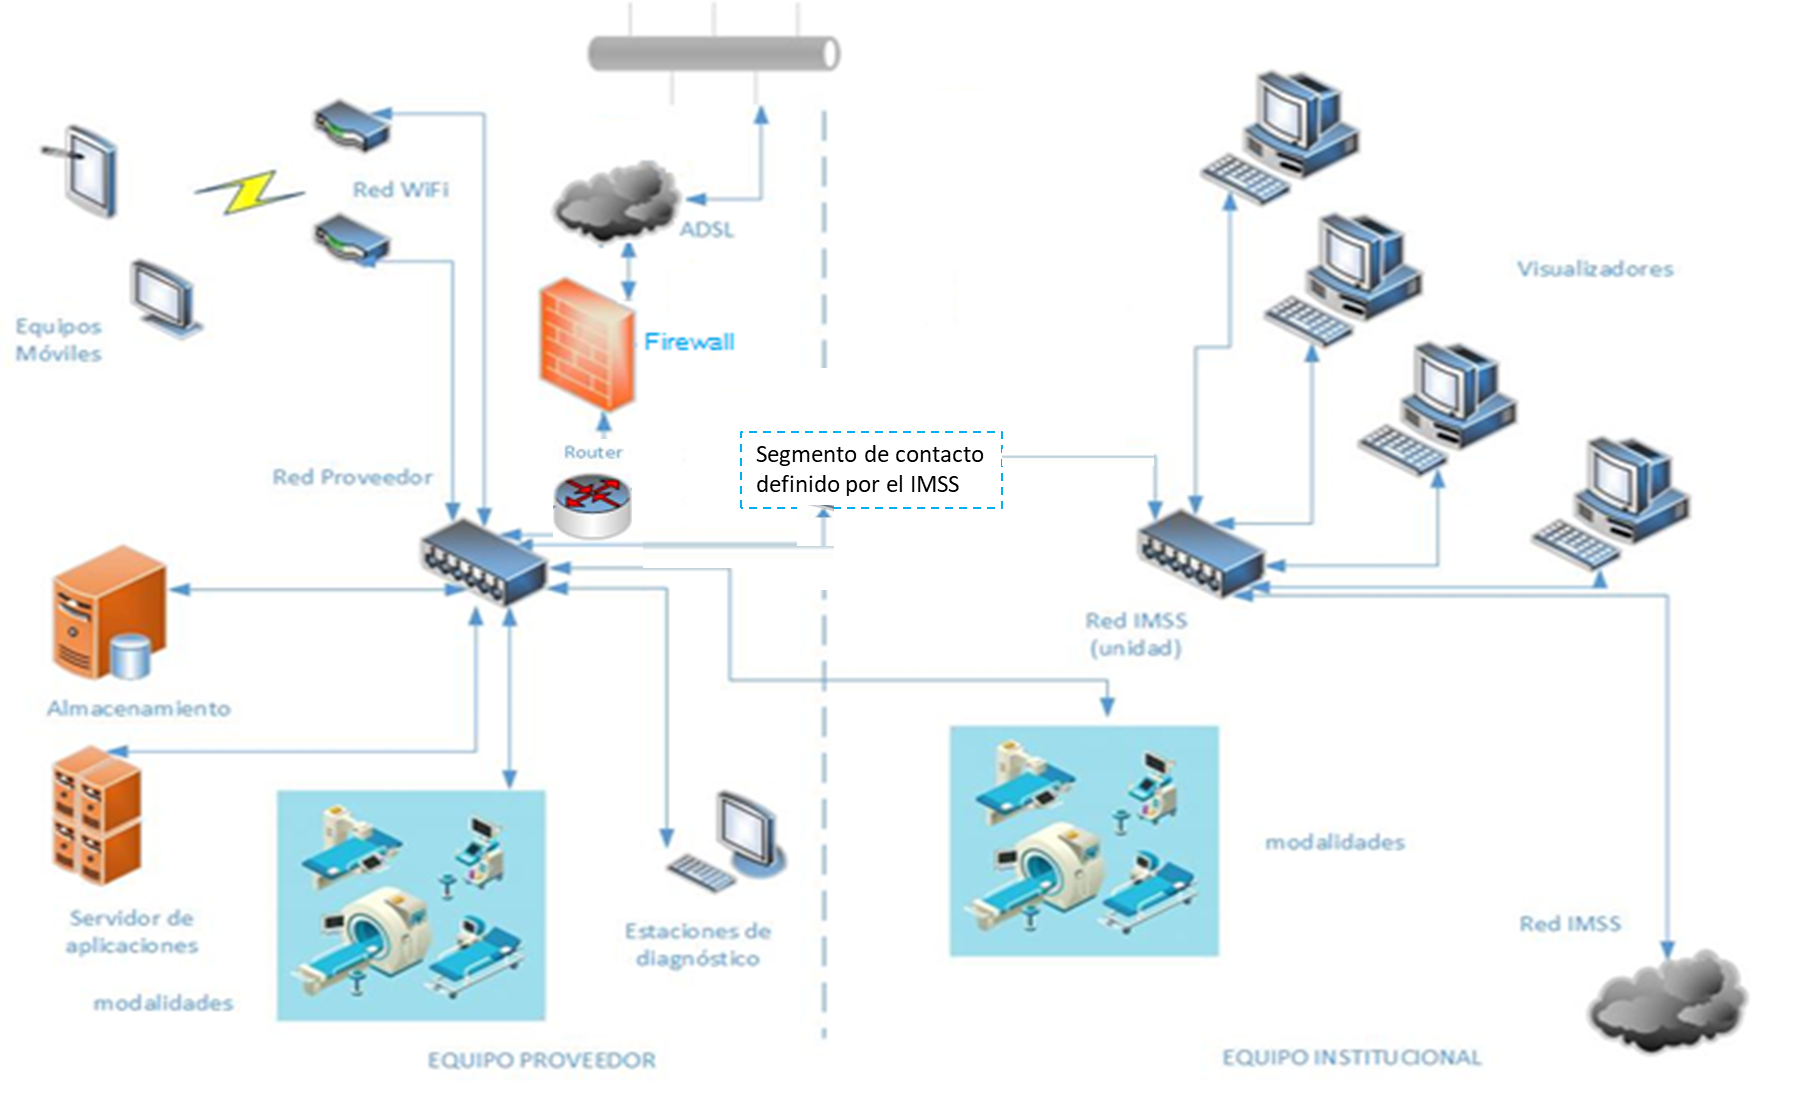 Red WiFi
ADSL
Equipos
Móviles
Firewall
Visualizadores
Router
Segmento de contacto
definido por el IMSS
Red Proveedor
Red IMSS
(unidad)
Almacenamiento
modalidades
Servidor de
aplicaciones
Estaciones de
diagnóstico
Red IMSS
modalidades
EQUIPO PROVEEDOR
EQUIPO INSTITUCIONAL